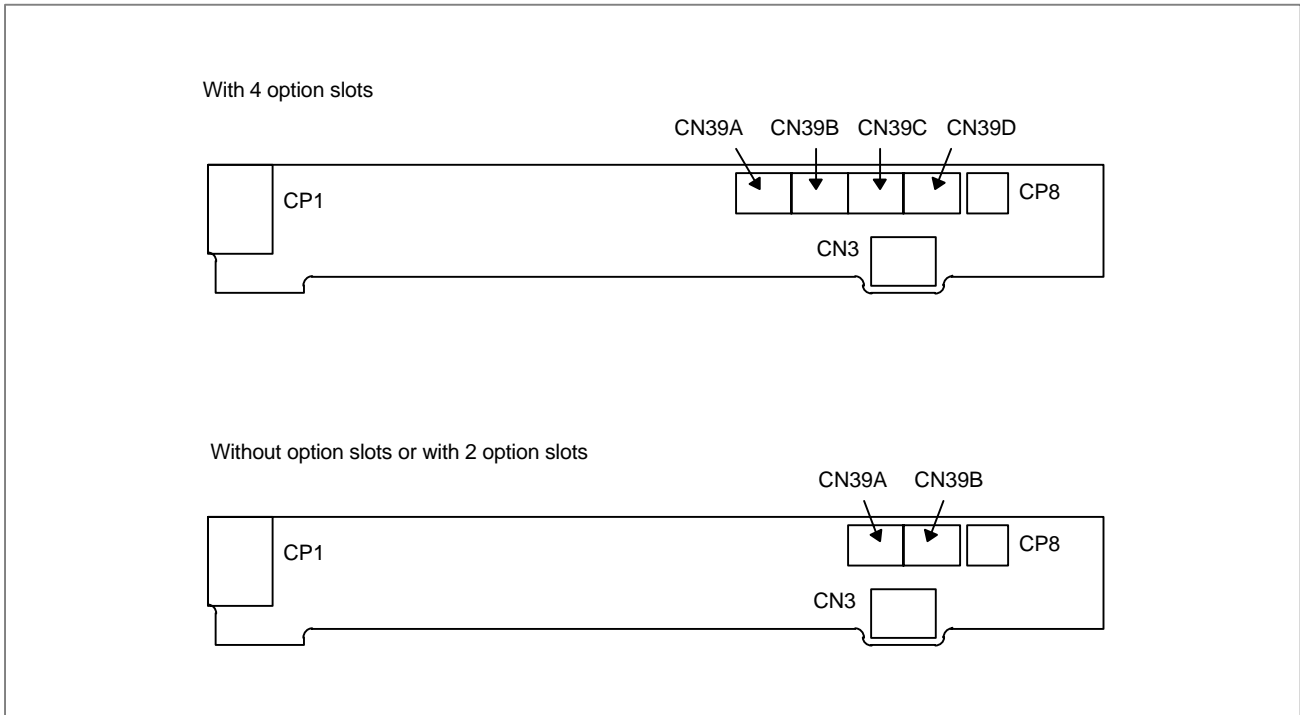 With 4 option slots
CN39A CN39B CN39C CN39D
CP1
CP8
CN3
Without option slots or with 2 option slots
CN39A CN39B
CP1
CP8
CN3